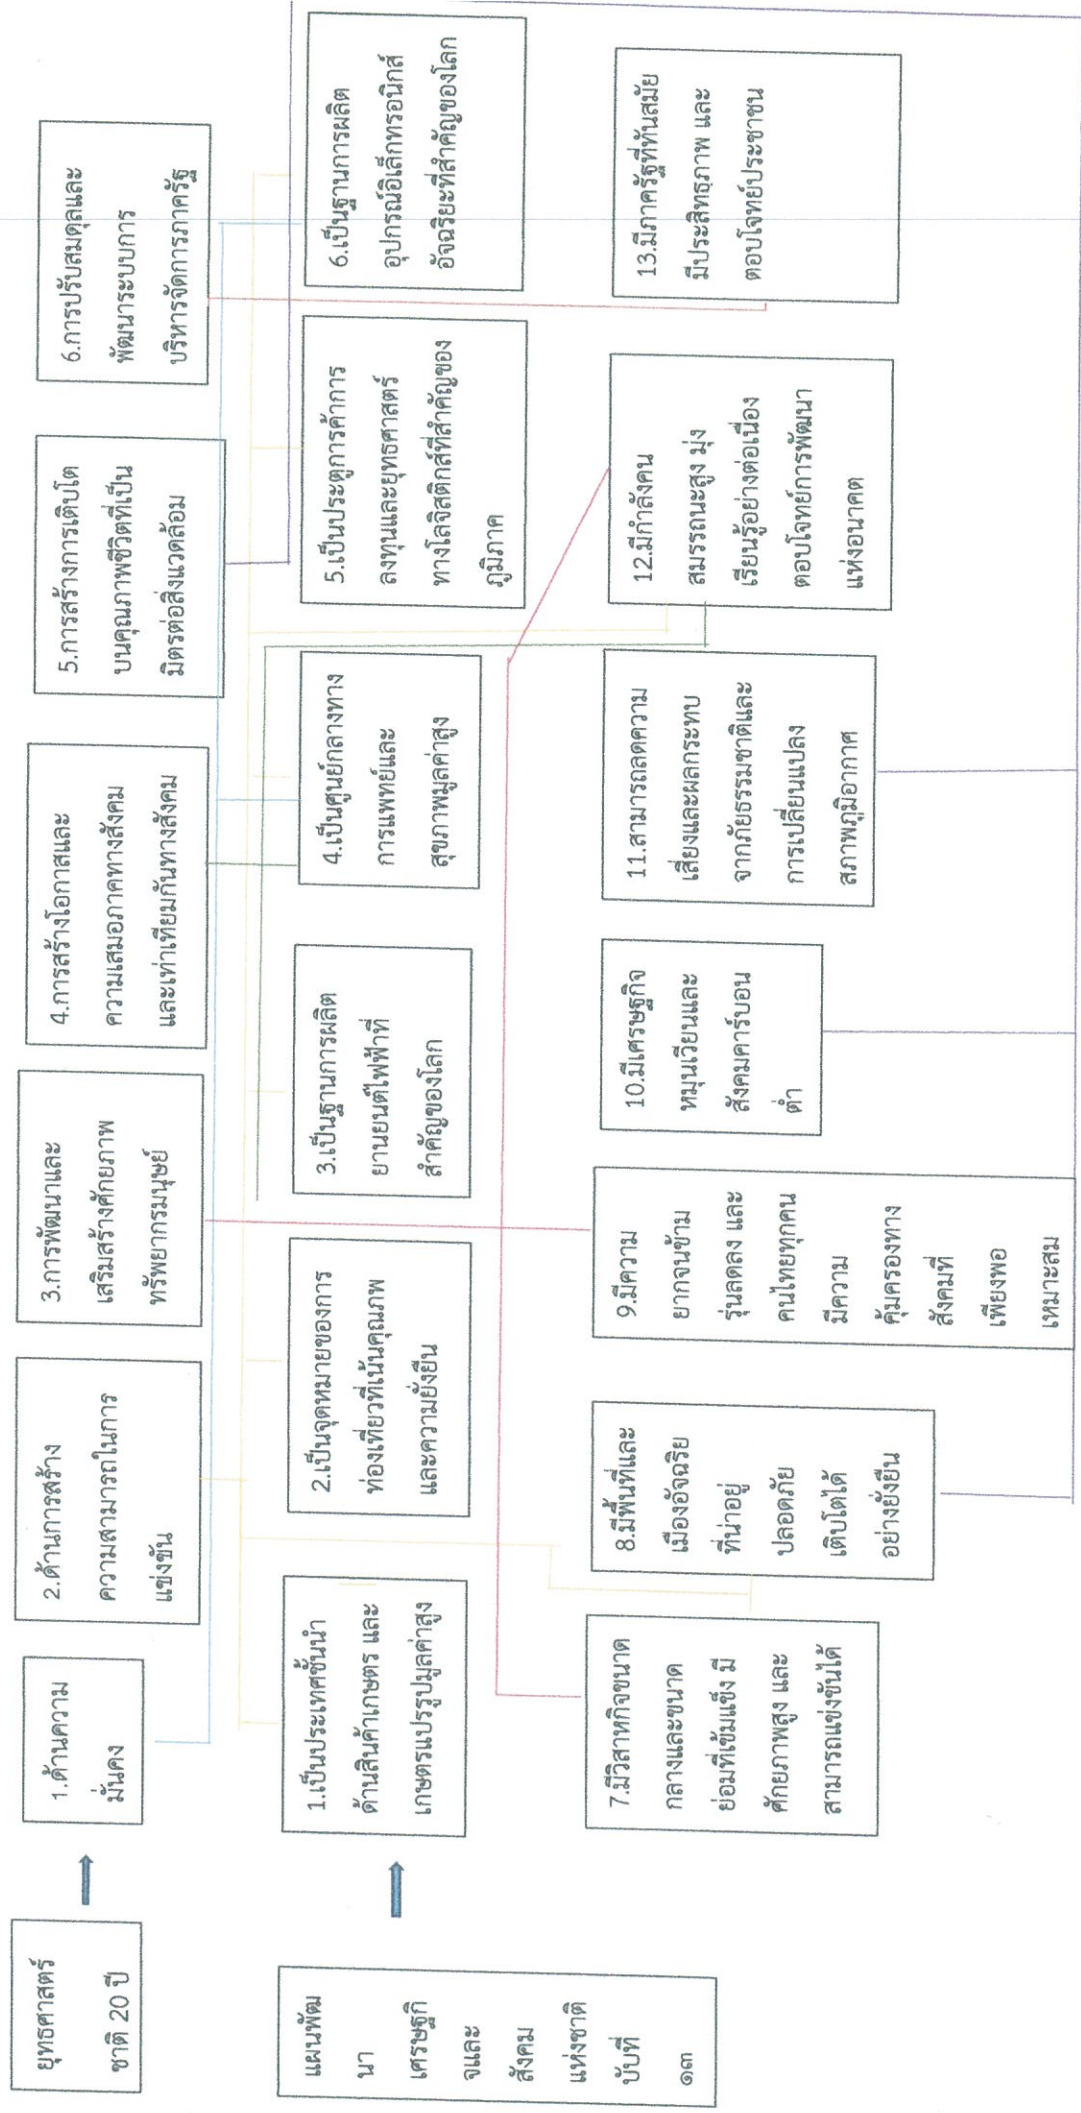 ยุทธศาสตร์
ชาติ 20 ปี
1.ด้านความ
มั่นคง
2.ด้านการสร้าง
ความสามารถในการ
แข่งขัน
3.การพัฒนาและ
เสริมสร้างศักยภาพ
ทรัพยากรมนุษย์
4.การสร้างโอกาสและ
ความเสมอภาคทางสังคม
และเท่าเทียมกันทางสังคม
5.การสร้างการเติบโต
บนคุณภาพชีวิตที่เป็น
มิตรต่อสิ่งแวดล้อม
6.การปรับสมดุลและ
พัฒนาระบบการ
บริหารจัดการภาครัฐ
แผนพัฒ
นา
เศรษฐกิ
จและ
สังคม
แห่งชาติ
บับที่
๑๓
1.เป็นประเทศชั้นนำ
ด้านสินค้าเกษตร และ
เกษตรแปรรูปมูลค่าสูง
2.เป็นจุดหมายของการ
ท่องเที่ยวที่เน้นคุณภพ
และความยั่งยืน
3.เป็นฐานการผลิต
ยานยนต์ไฟฟ้าที่
สำคัญของโลก
4.เป็นศูนย์กลางทาง
การแพทย์และ
สุขภาพมูลค่าสูง
5.เป็นประตูการค้าการ
ลงทุนและยุทธศาสตร์
ทางโลจิสติกส์ที่สำคัญของ
ภูมิภาค
6.เป็นฐานการผลิต
อุปกรณ์อิเล็กทรอนิกส์
อัจฉริยะที่สำคัญของโลก
7.มีวิสาหกิจขนาด
กลางและขนาด
ย่อมที่เข้มแข็ง มี
ศักยภาพสูง และ
สามารถแข่งขันได้
8.มีพื้นที่และ
เมืองอัจฉริย
ที่น่าอยู่
ปลอดภัย
เติบโตได้
อย่างยั่งยืน
9.มีความ
ยากจนข้าม
รุ่นลดลง และ
คนไทยทุกคน
มีความ
คุ้มครองทาง
สังคมที่
เพียงพอ
เหมาะสม
10.มีเศรษฐกิจ
หมุนเวียนและ
สังคมคาร์บอน
ต่ำ
11.สามารถลดความ
เสี่ยงและผลกระทบ
จากภัยธรรมชาติและ
การเปลี่ยนแปลง
สภาพภูมิอากาศ
12.มีกำลังคน
สมรรถนะสูง มุ่ง
เรียนรู้อย่างต่อเนื่อง
ตอบโจทย์การพัฒนา
แห่งอนาคต
13.มีภาครัฐที่ทันสมัย
มีประสิทธฺภาพ และ
ตอบโจทย์ประชาชน